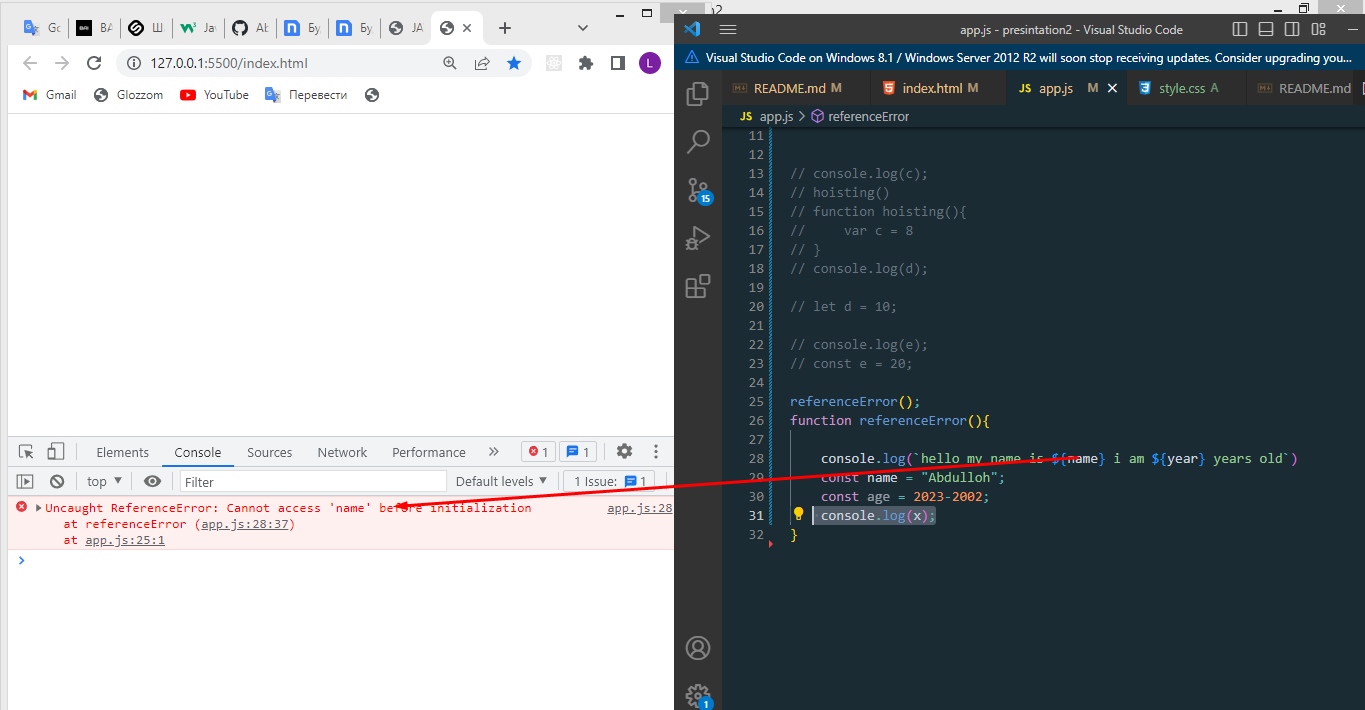 Gc
BAI
BA
Ш
Ja
Ab
Бу
Бу
JA
127.0.0.1:5500/index.html
L
Gmail
Glozzom
YouTube
Перевести
Elements
Console
Sources
Network
Performance
»
1
1
top ▼
Filter
Default levels ▼
1 Issue: 1
Uncaught ReferenceError: Cannot access 'name' before initialization
app.js:28
at referenceError (app.js:28:37)
at app.js:25:1
app.js - presintation2 - Visual Studio Code
Visual Studio Code on Windows 8.1 / Windows Server 2012 R2 will soon stop receiving updates. Consider upgrading you...
README.md M
index.html M
JS app.js M
style.css A
README.md
JS app.js > referenceError
15
1
11
12
13 // console.log(c);
14 // hoisting()
15 // function hoisting(){
16 //     var c = 8
17 // }
18 // console.log(d);
19
20 // let d = 10;
21
22 // console.log(e);
23 // const e = 20;
24
25 referenceError();
26 function referenceError(){
27
28     console.log(`hello my name is ${name} i am ${year} years old`)
29     const name = "Abdulloh";
30     const age = 2023-2002;
31     console.log(x);
32 }